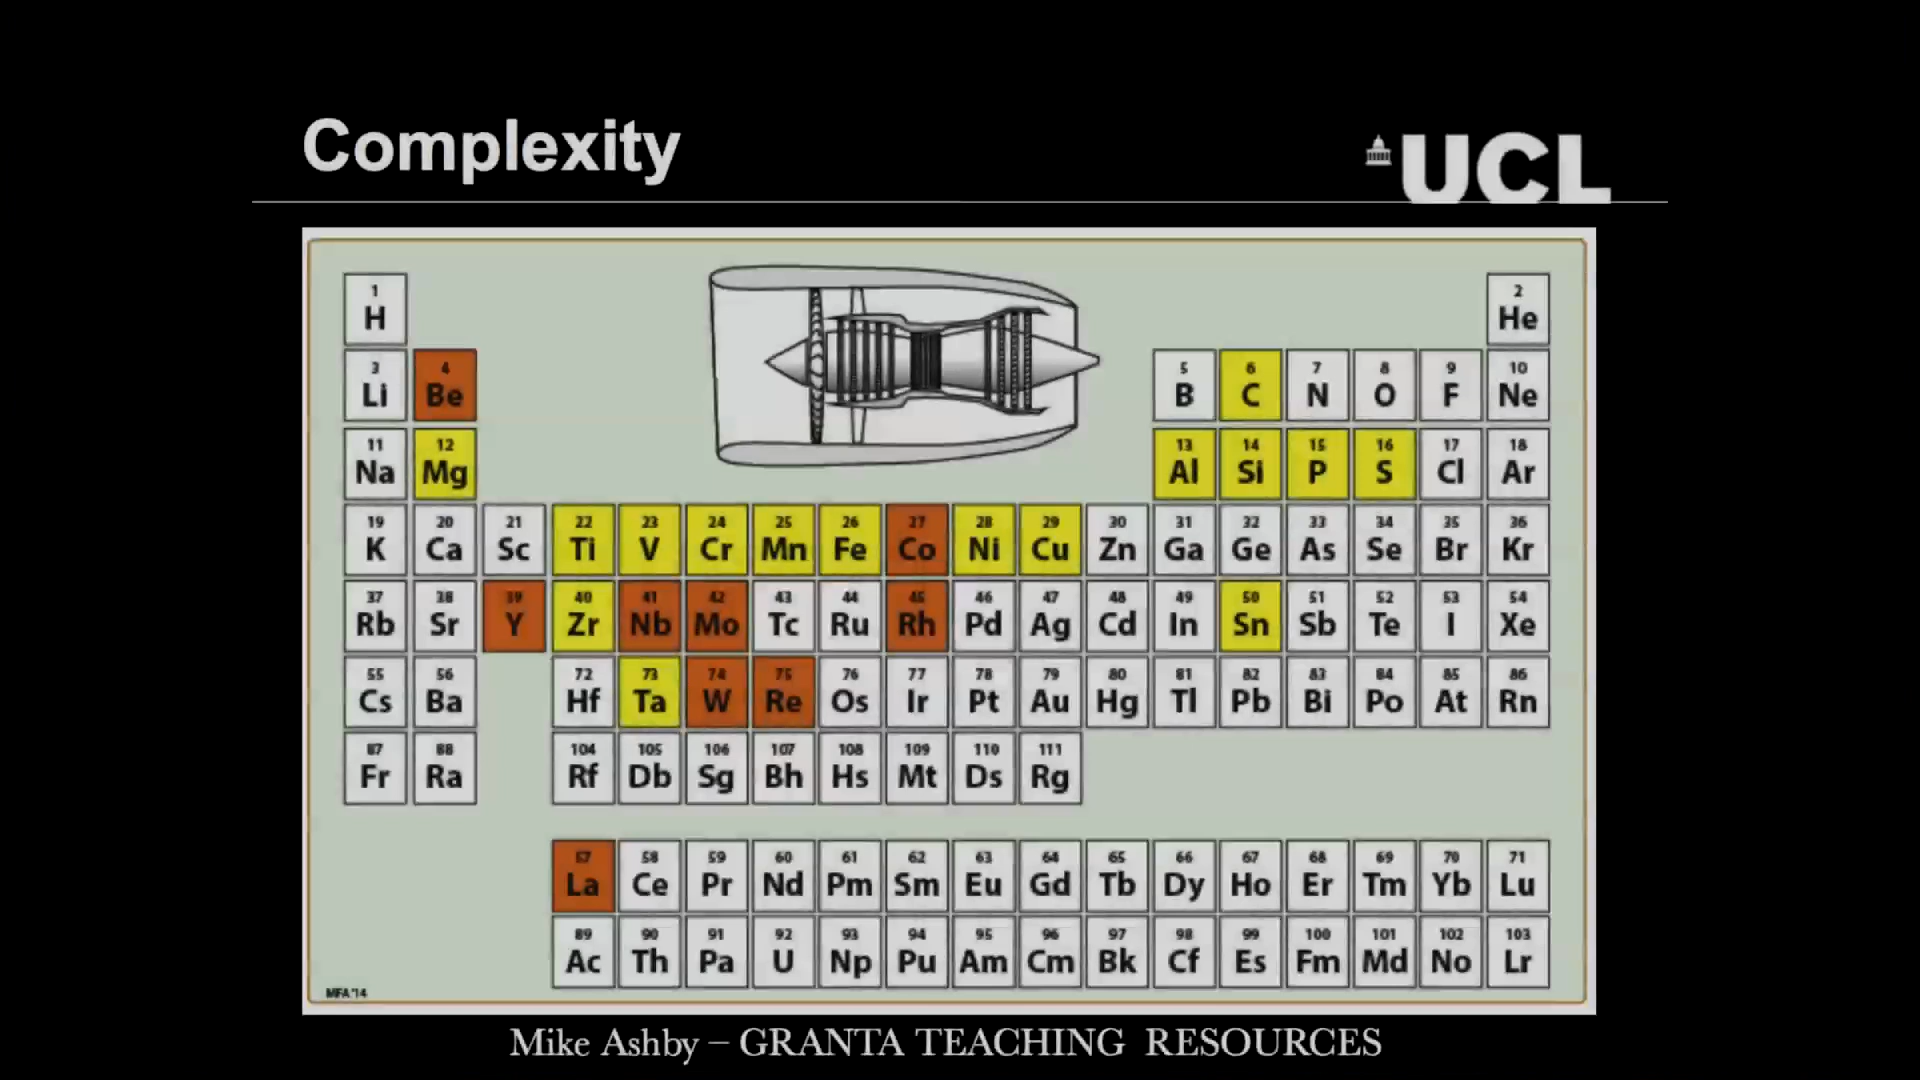 Complexity
UCL
1 2
H He
3 4 5 6 7 8 9 10
Li Be B C N O F Ne
11 12 13 14 15 16 17 18
Na Mg Al Si P S Cl Ar
19 20 21 22 23 24 25 26 27 28 29 30 31 32 33 34 35 36
K Ca Sc Ti V Cr Mn Fe Co Ni Cu Zn Ga Ge As Se Br Kr
37 38 39 40 41 42 43 44 45 46 47 48 49 50 51 52 53 54
Rb Sr Y Zr Nb Mo Tc Ru Rh Pd Ag Cd In Sn Sb Te I Xe
55 56 72 73 74 75 76 77 78 79 80 81 82 83 84 85 86
Cs Ba Hf Ta W Re Os Ir Pt Au Hg Tl Pb Bi Po At Rn
87 88 104 105 106 107 108 109 110 111
Fr Ra Rf Db Sg Bh Hs Mt Ds Rg
57 58 59 60 61 62 63 64 65 66 67 68 69 70 71
La Ce Pr Nd Pm Sm Eu Gd Tb Dy Ho Er Tm Yb Lu
89 90 91 92 93 94 95 96 97 98 99 100 101 102 103
Ac Th Pa U Np Pu Am Cm Bk Cf Es Fm Md No Lr
MFA '14
Mike Ashby – GRANTA TEACHING RESOURCES